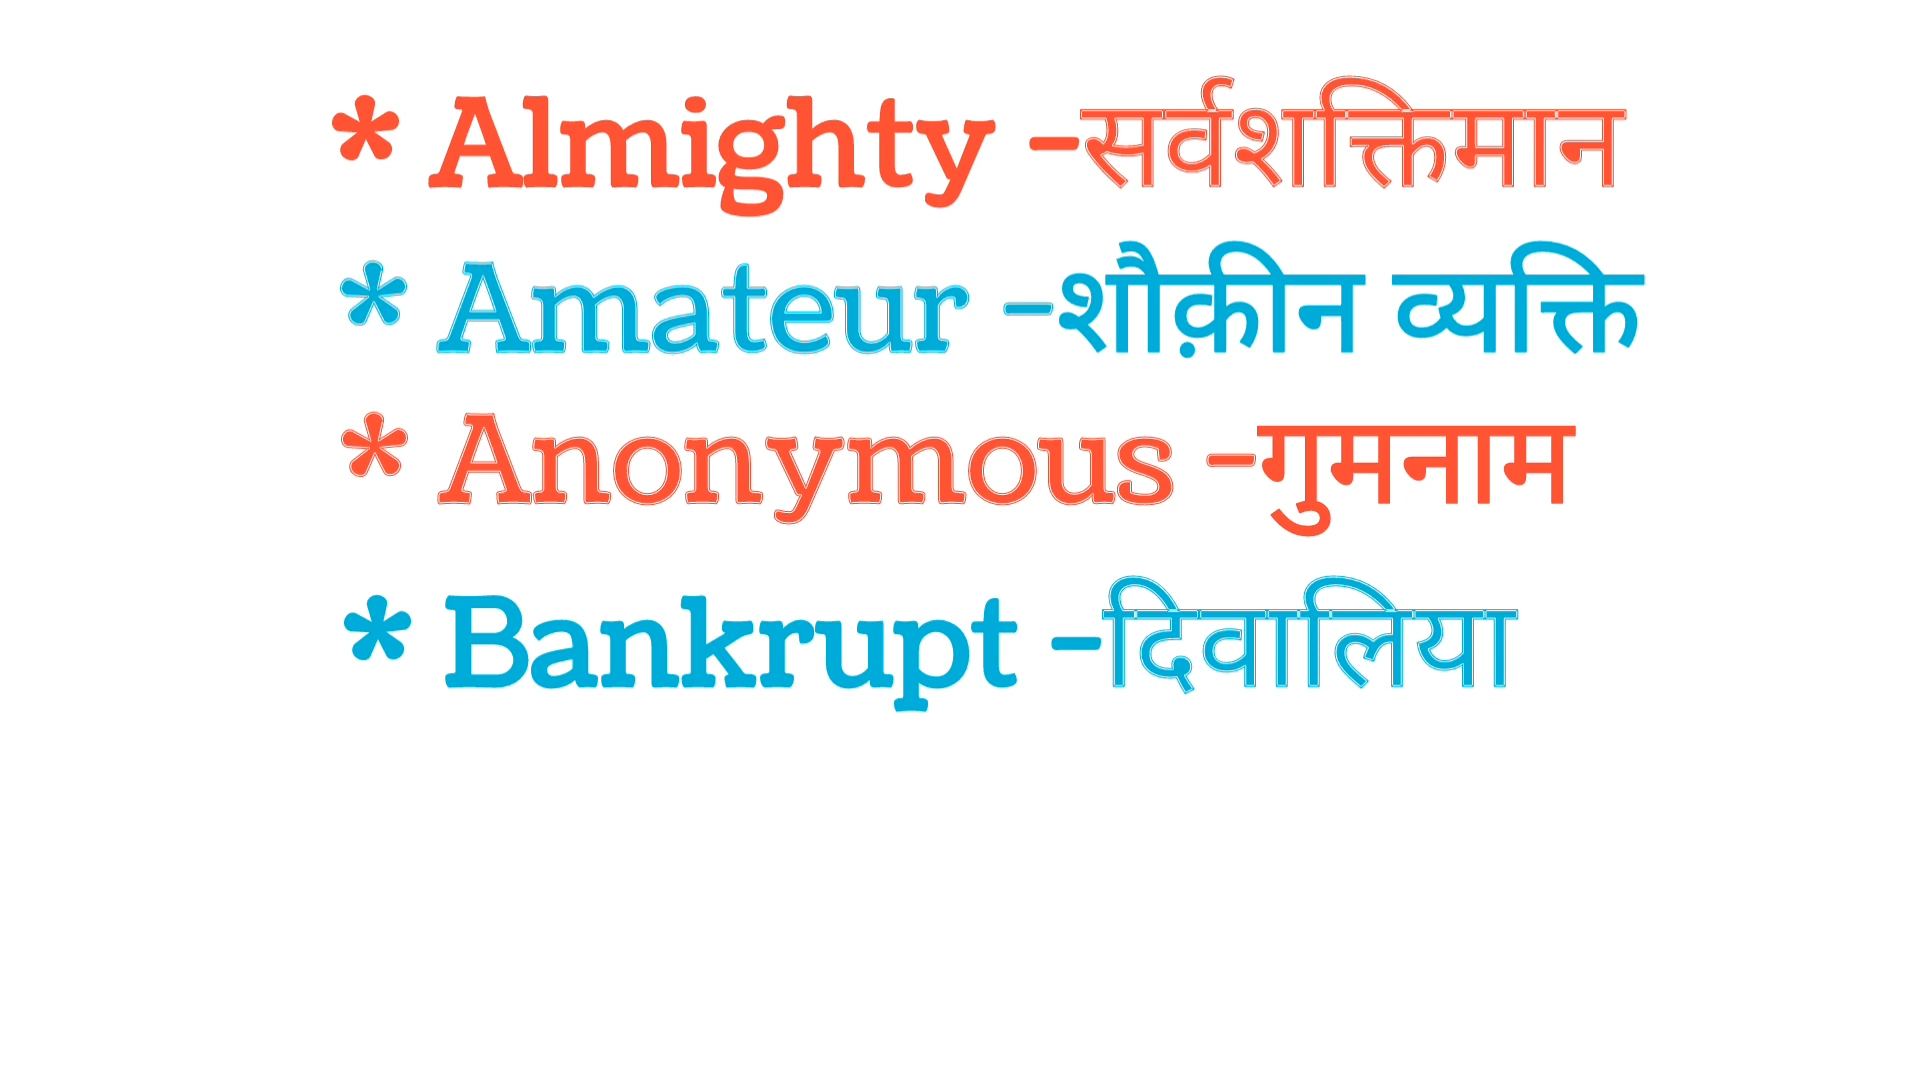 * Almighty -सर्वशक्तिमान
* Amateur -शौक़ीन व्यक्ति
* Anonymous -गुमनाम
* Bankrupt -दिवालिया